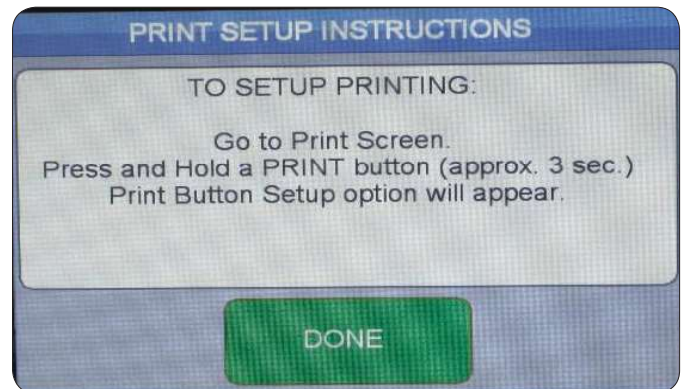 PRINT SETUP INSTRUCTIONS
TO SETUP PRINTING:
Go to Print Screen.
Press and Hold a PRINT button (approx. 3 sec.)
Print Button Setup option will appear.
DONE